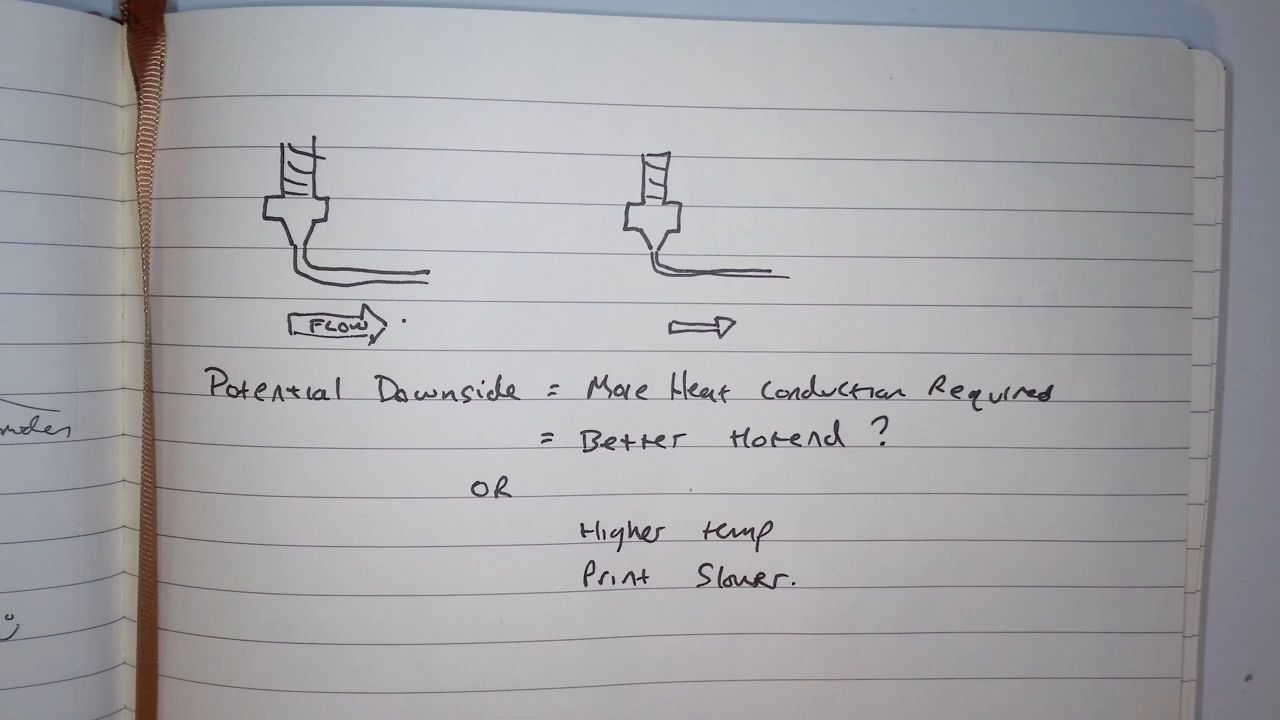 FLOW
Potential Downside = More Heat Conduction Required
= Better Hotend ?
OR
Higher temp
Print Slower.